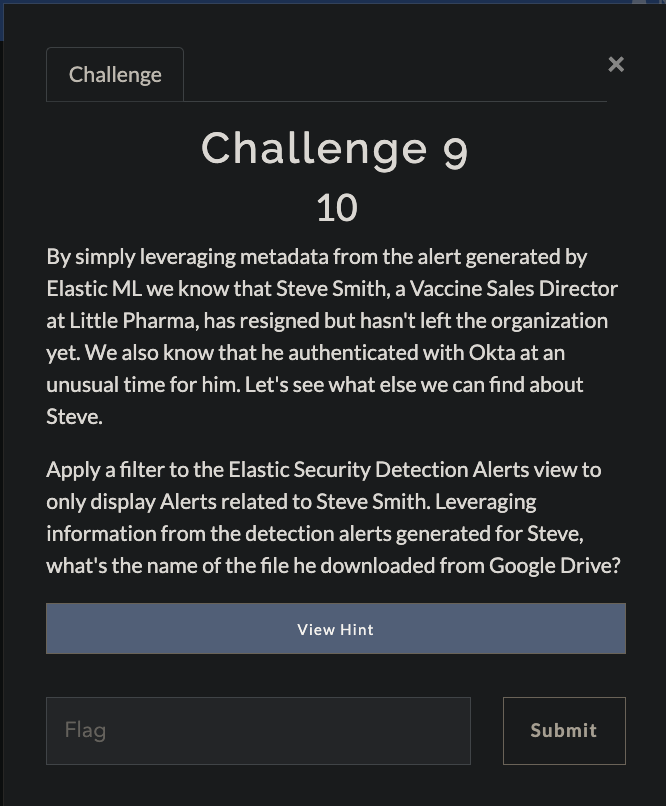 Challenge
×
Challenge 9
10
By simply leveraging metadata from the alert generated by
Elastic ML we know that Steve Smith, a Vaccine Sales Director
at Little Pharma, has resigned but hasn't left the organization
yet. We also know that he authenticated with Okta at an
unusual time for him. Let's see what else we can find about
Steve.
Apply a filter to the Elastic Security Detection Alerts view to
only display Alerts related to Steve Smith. Leveraging
information from the detection alerts generated for Steve,
what's the name of the file he downloaded from Google Drive?
View Hint
Flag
Submit